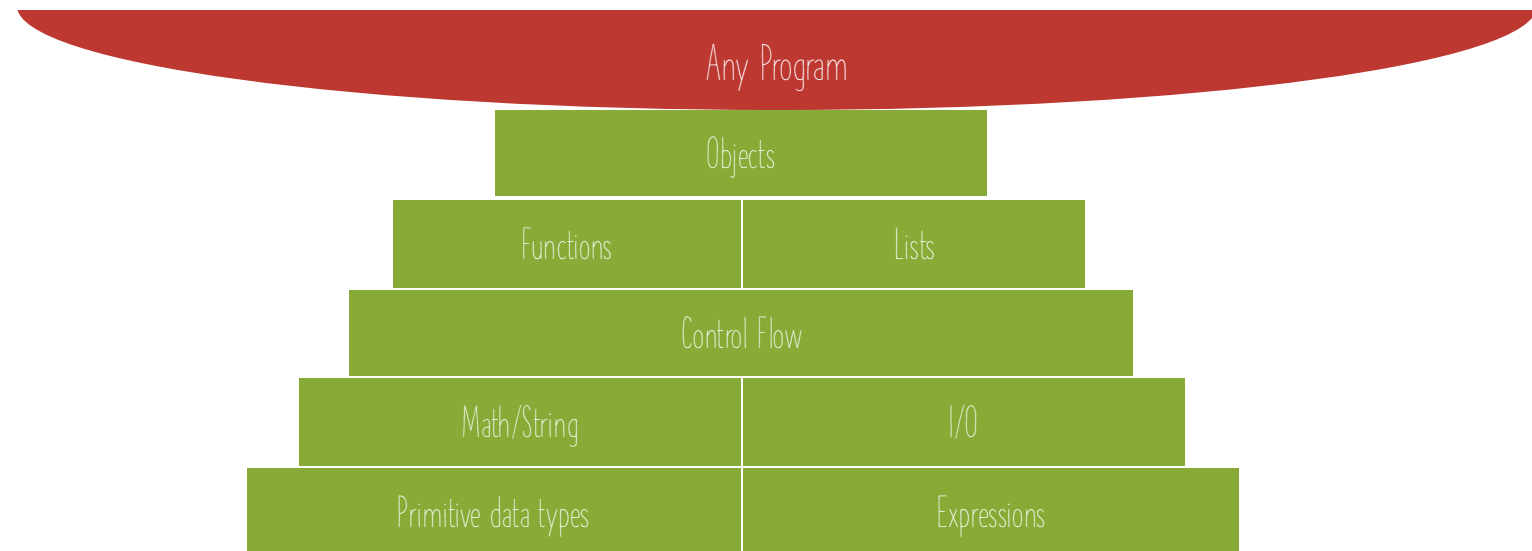 Any Program
Objects
Functions
Lists
Control Flow
Math/String
I/O
Primitive data types
Expressions